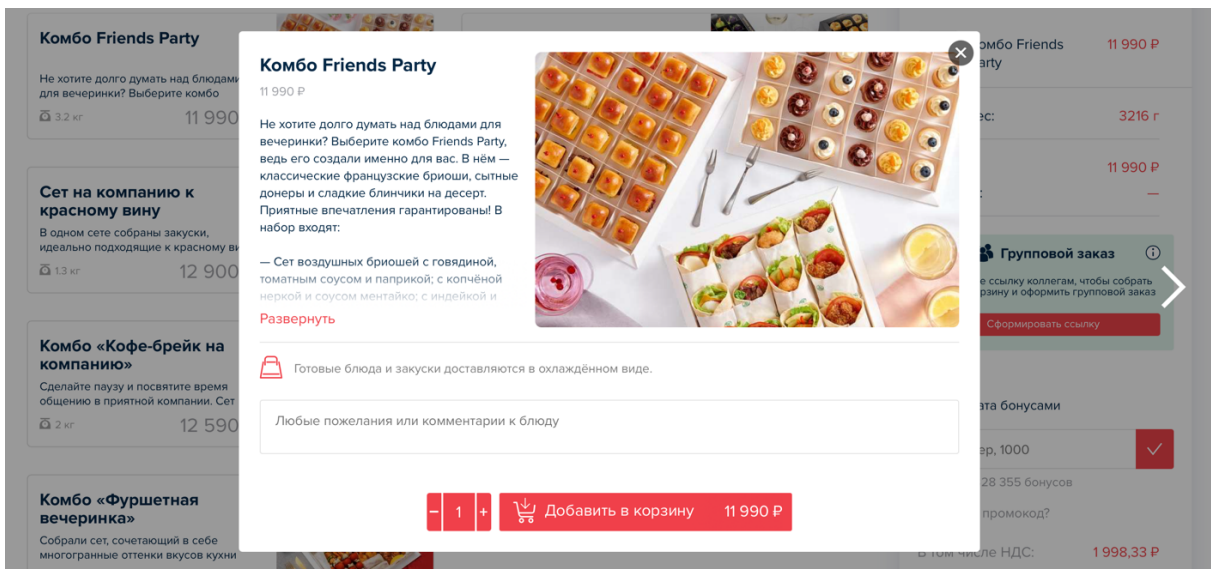 Комбо Friends Party
Не хотите долго думать над блюдами
для вечеринки? Выберите комбо
3.2 кг
11 990
Сет на компанию к
красному вину
В одном сете собраны закуски,
идеально подходящие к красному ви
1.3 кг
12 900
Комбо «Кофе-брейк на
компанию»
Сделайте паузу и посвятите время
общению в приятной компании. Сет
2 кг
12 590
Комбо «Фуршетная
вечеринка»
Собрали сет, сочетающий в себе
многогранные оттенки вкусов кухни
Комбо Friends Party
11 990 ₽
Не хотите долго думать над блюдами для
вечеринки? Выберите комбо Friends Party,
ведь его создали именно для вас. В нём —
классические французские бриоши, сытные
донеры и сладкие блинчики на десерт.
Приятные впечатления гарантированы! В
набор входят:
— Сет воздушных бриошей с говядиной,
томатным соусом и паприкой; с копчёной
неркой и соусом ментайко; с индейкой и
Развернуть
Готовые блюда и закуски доставляются в охлаждённом виде.
Любые пожелания или комментарии к блюду
− 1 +
Добавить в корзину 11 990 ₽
омбо Friends 11 990 ₽
arty
ес: 3216 г
11 990 ₽
: —
Групповой заказ
е ссылку коллегам, чтобы собрать
рзину и оформить групповой заказ
Сформировать ссылку
ата бонусами
ер, 1000
28 355 бонусов
промокод?
В том числе НДС: 1 998,33 ₽